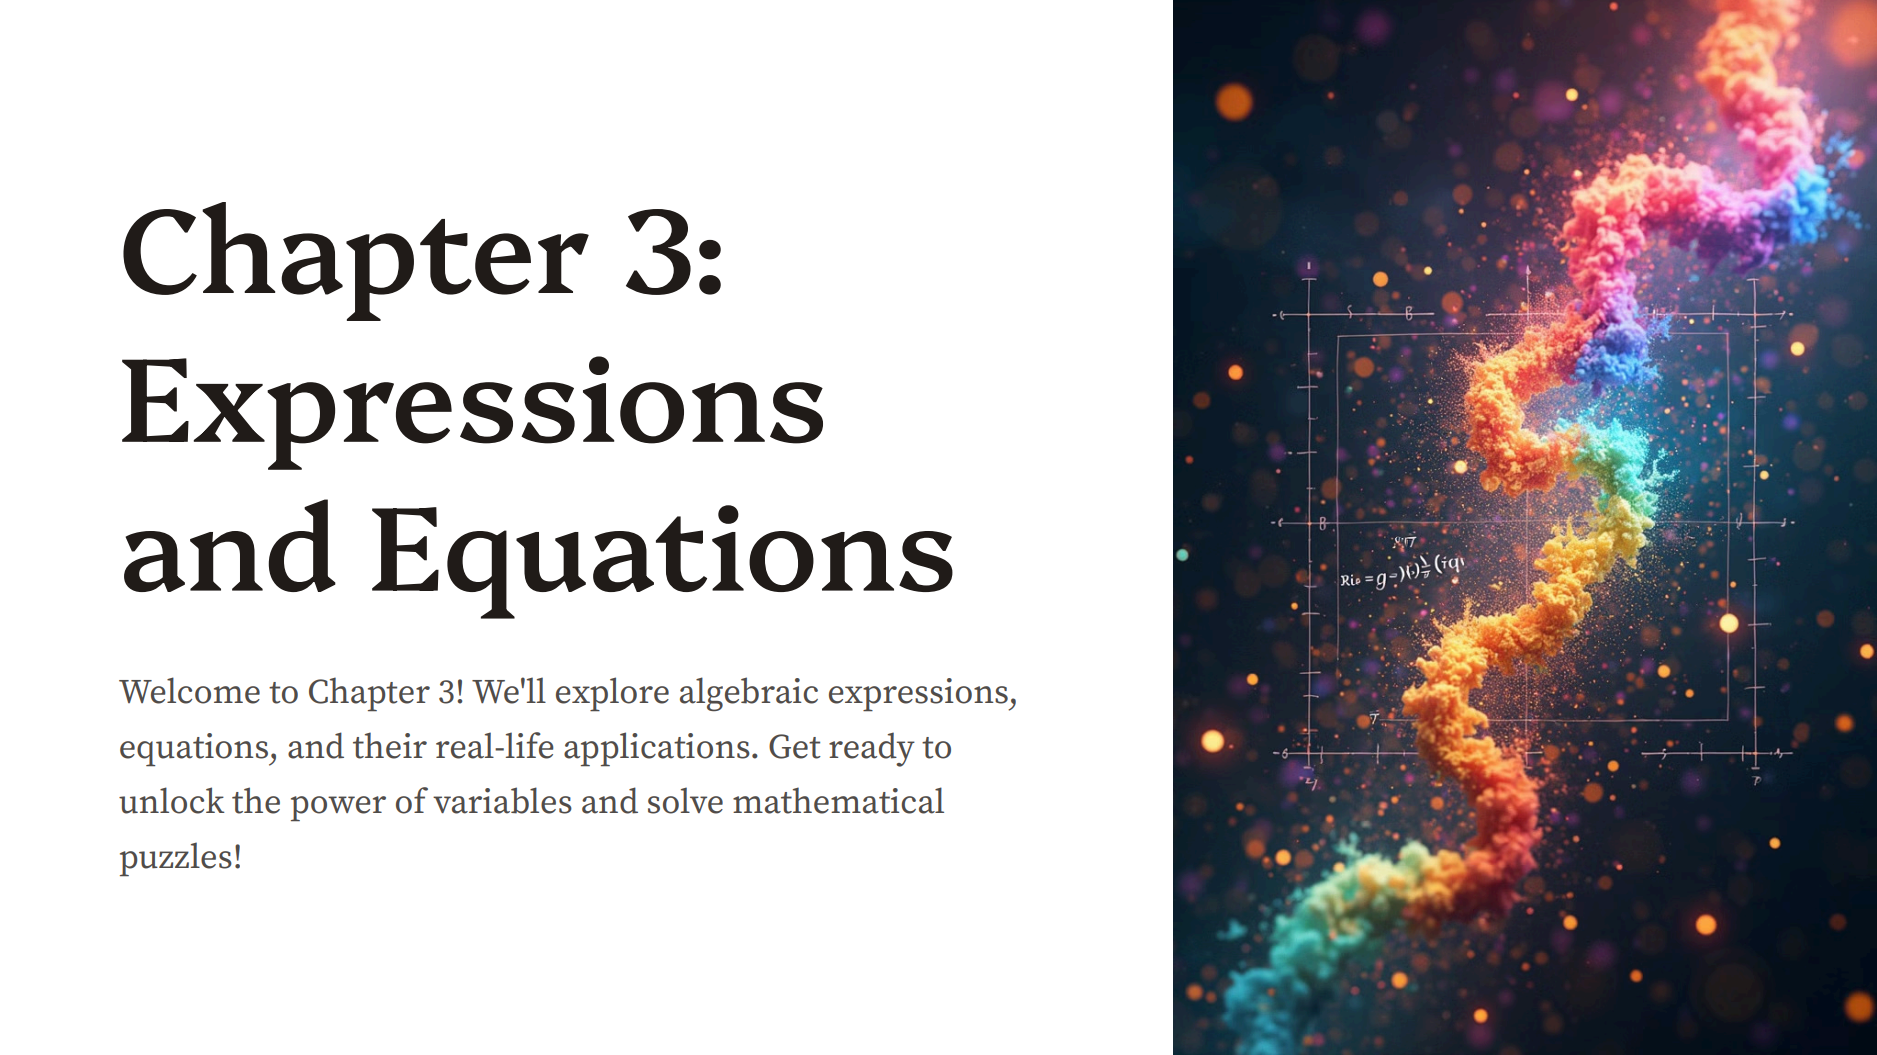 Chapter 3:
Expressions
and Equations
Welcome to Chapter 3! We'll explore algebraic expressions,
equations, and their real-life applications. Get ready to
unlock the power of variables and solve mathematical
puzzles!